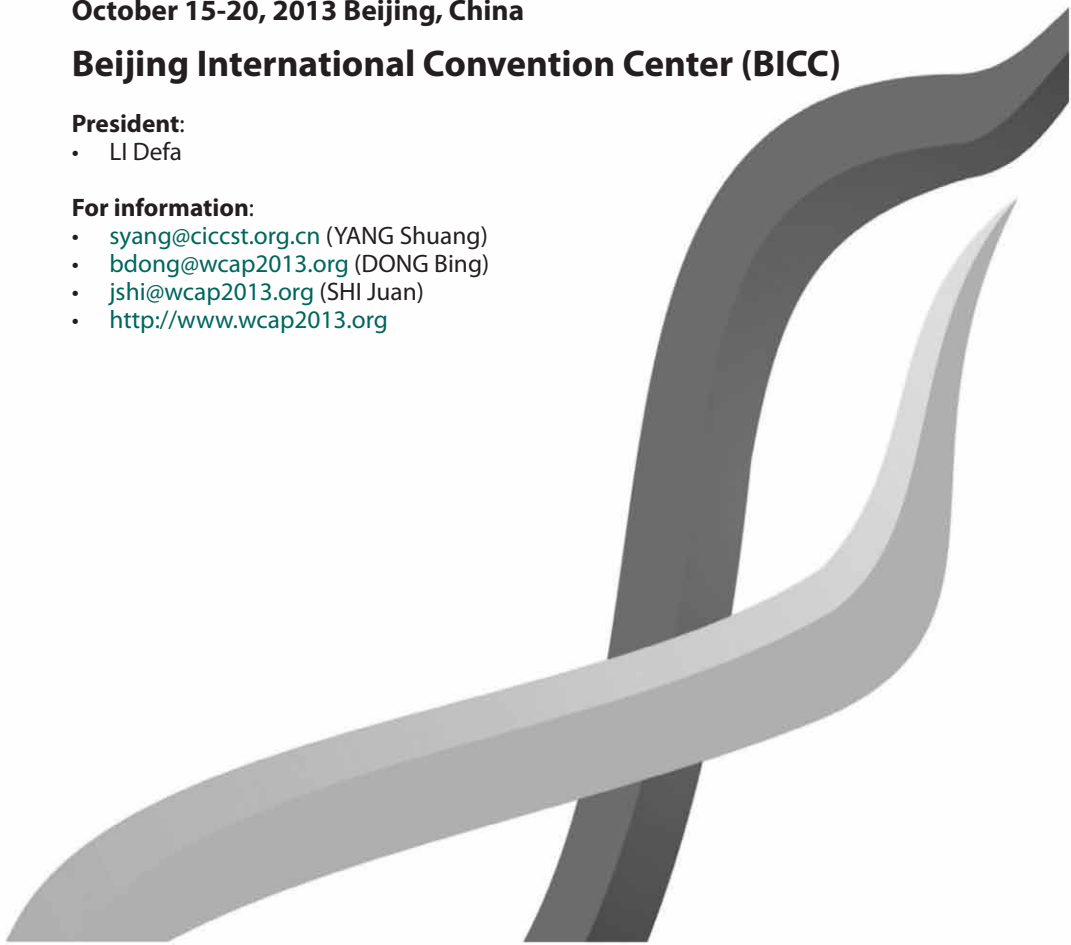 October 15-20, 2013 Beijing, China
Beijing International Convention Center (BICC)
President:
• LI Defa
For information:
• syang@ciccst.org.cn (YANG Shuang)
• bdong@wcap2013.org (DONG Bing)
• jshi@wcap2013.org (SHI Juan)
• http://www.wcap2013.org